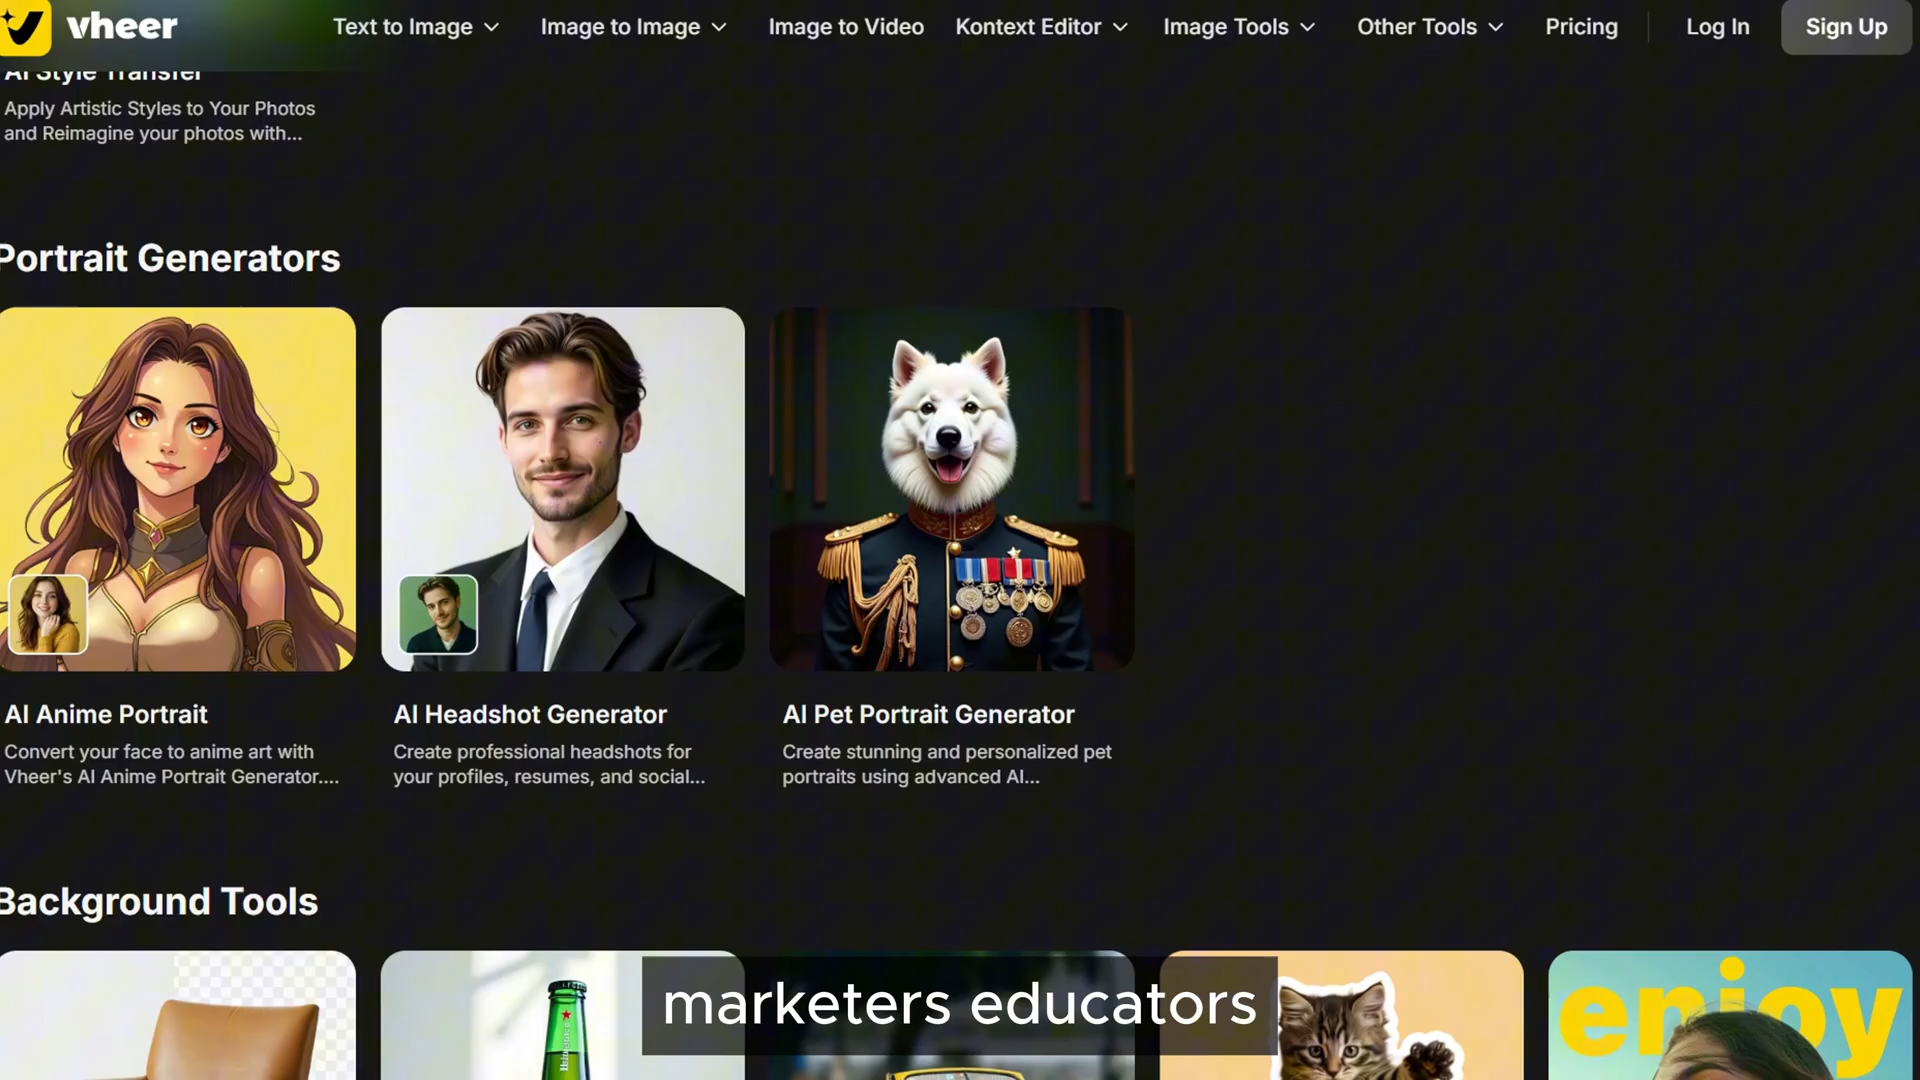 vheer
Text to Image
Image to Image
Image to Video
Kontext Editor
Image Tools
Other Tools
Pricing
Log In
Sign Up
AI Style Transfer
Apply Artistic Styles to Your Photos
and Reimagine your photos with...
Portrait Generators
AI Anime Portrait
Convert your face to anime art with
Vheer's AI Anime Portrait Generator....
AI Headshot Generator
Create professional headshots for
your profiles, resumes, and social...
AI Pet Portrait Generator
Create stunning and personalized pet
portraits using advanced AI...
Background Tools
enjoy
marketers educators